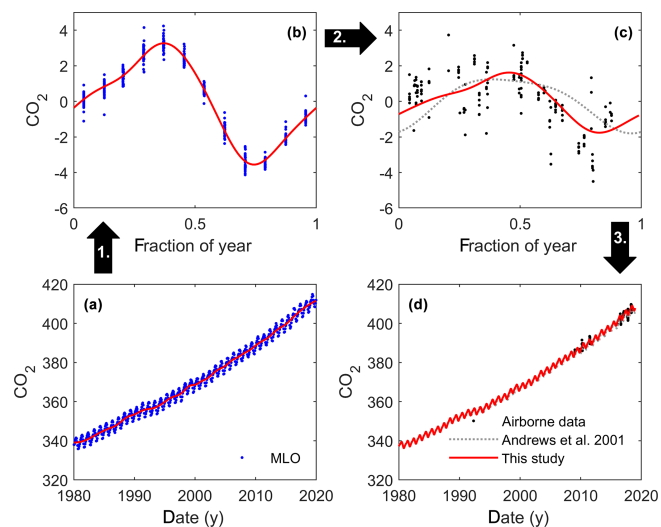 (b)
4
2
0
-2
-4
-6
CO2
0
0.5
1
Fraction of year
2.
(c)
4
2
0
-2
-4
-6
CO2
0
0.5
1
Fraction of year
1.
3.
(a)
420
400
380
360
340
320
CO2
MLO
1980
1990
2000
2010
2020
Date (y)
(d)
420
400
380
360
340
320
CO2
Airborne data
Andrews et al. 2001
This study
1980
1990
2000
2010
2020
Date (y)